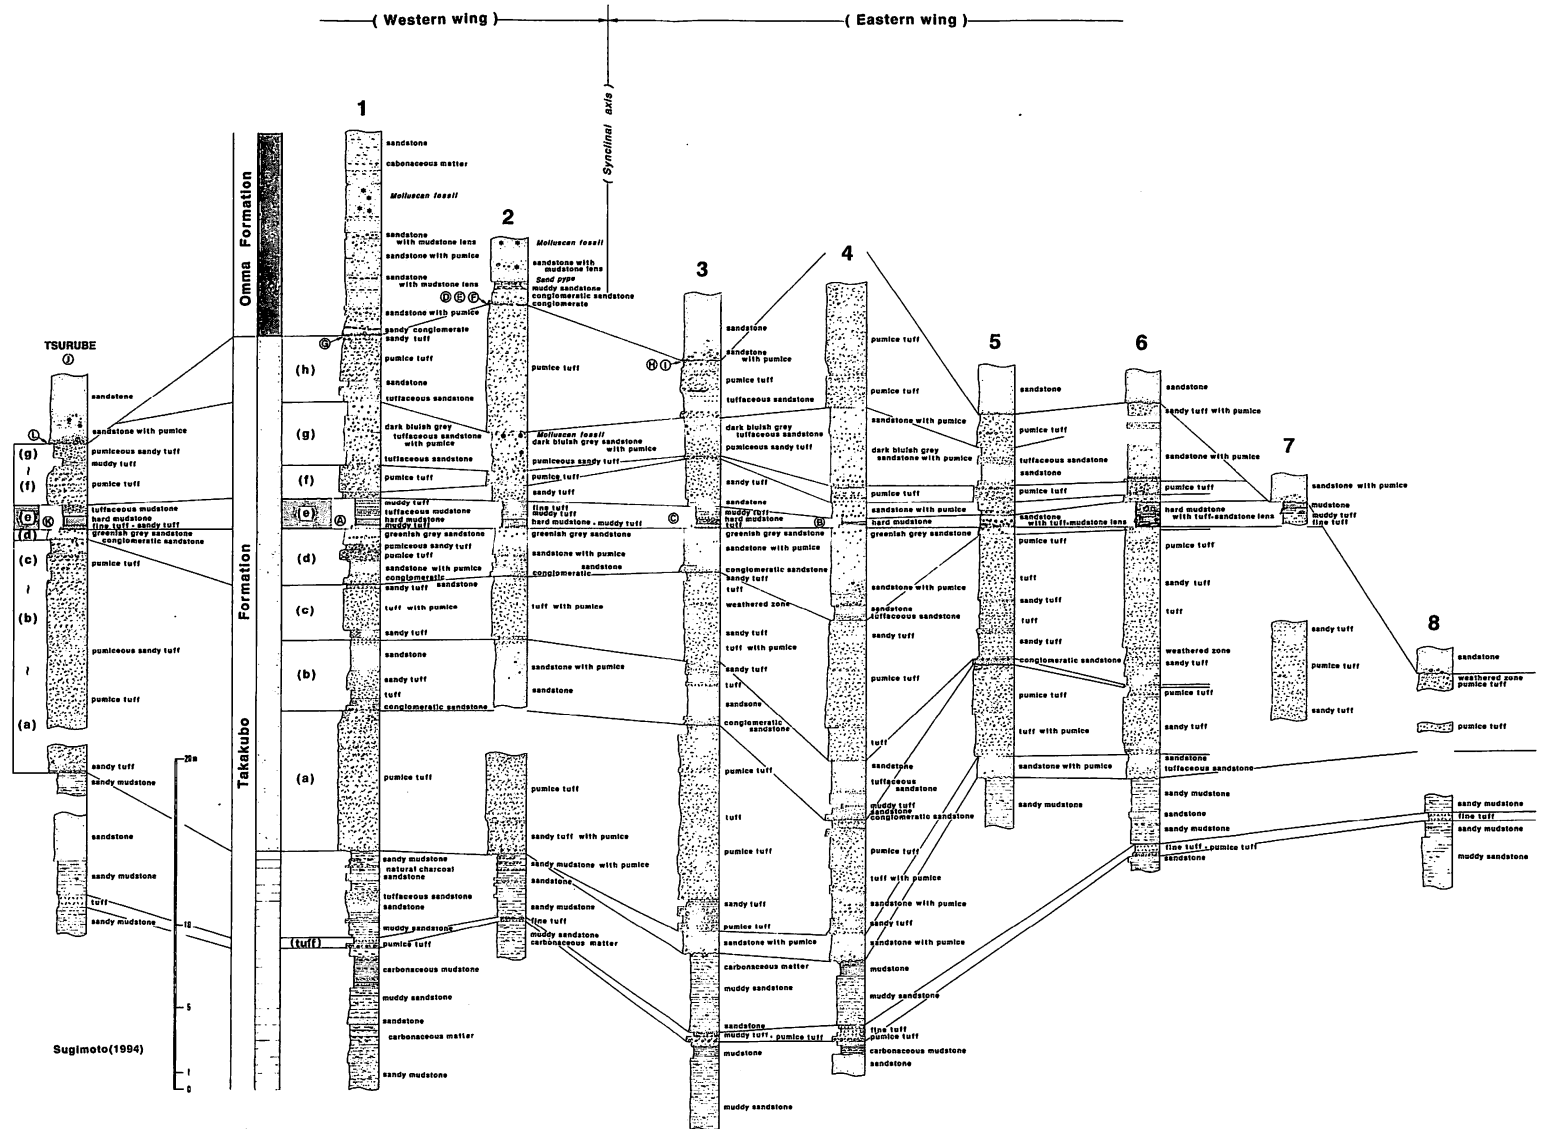 ( Western wing )
( Eastern wing )
( Synclinal axis )
Omma Formation
Takakubo Formation
TSURUBE
J
sandstone
L
sandstone with pumice
(g)
pumiceous sandy tuff
muddy tuff
(f)
pumice tuff
tuffaceous mudstone
(e)
K
hard mudstone
fine tuff - sandy tuff
(d)
greenish grey sandstone
conglomeratic sandstone
(c)
pumice tuff
(b)
pumiceous sandy tuff
pumice tuff
(a)
sandy tuff
sandy mudstone
sandstone
sandy mudstone
tuff
sandy mudstone
Sugimoto(1994)
20m
10
5
1
0
1
sandstone
cabonaceous matter
Molluscan fossil
sandstone
with mudstone lens
sandstone with pumice
sandstone
with mudstone lens
sandstone with pumice
sandy conglomerate
G
sandy tuff
pumice tuff
(h)
sandstone
tuffaceous sandstone
(g)
dark bluish grey
tuffaceous sandstone
with pumice
tuffaceous sandstone
(f)
pumice tuff
muddy tuff
(e)
A
tuffaceous mudstone
hard mudstone
muddy tuff
greenish grey sandstone
pumiceous sandy tuff
(d)
pumice tuff
sandstone with pumice
conglomeratic
sandstone
sandy tuff
(c)
tuff with pumice
sandy tuff
sandstone
(b)
sandy tuff
tuff
conglomeratic sandstone
(a)
pumice tuff
sandy mudstone
natural charcoal
sandstone
tuffaceous sandstone
sandstone
muddy sandstone
(tuff)
pumice tuff
carbonaceous mudstone
muddy sandstone
sandstone
carbonaceous matter
sandy mudstone
2
Molluscan fossil
sandstone with
mudstone lens
Sand pype
muddy sandstone
D E F
conglomeratic sandstone
conglomerate
pumice tuff
Molluscan fossil
dark bluish grey sandstone
with pumice
pumiceous sandy tuff
pumice tuff
sandy tuff
fine tuff
muddy tuff
hard mudstone - muddy tuff
greenish grey sandstone
sandstone with pumice
sandstone
conglomeratic
tuff with pumice
sandstone with pumice
sandstone
pumice tuff
sandy tuff with pumice
sandy mudstone with pumice
sandstone
sandy mudstone
fine tuff
muddy sandstone
carbonaceous matter
3
sandstone
sandstone
with pumice
H I
pumice tuff
tuffaceous sandstone
dark bluish grey
tuffaceous sandstone
pumiceous sandy tuff
sandy tuff
sandstone
muddy tuff
C
hard mudstone
tuff
greenish grey sandstone
sandstone with pumice
conglomeratic sandstone
sandy tuff
tuff
weathered zone
sandy tuff
tuff with pumice
sandy tuff
tuff
sandsone
conglomeratic
sandstone
pumice tuff
tuff
pumice tuff
sandy tuff
pumice tuff
sandstone with pumice
carbonaceous matter
muddy sandstone
sandstone
muddy tuff - pumice tuff
mudstone
muddy sandstone
4
pumice tuff
pumice tuff
sandstone with pumice
dark bluish grey
sandstone with pumice
pumice tuff
sandstone with pumice
B
hard mudstone
greenish grey sandstone
sandstone with pumice
sandstone
tuffaceous sandstone
sandy tuff
pumice tuff
tuff
sandstone
tuffaceous
sandstone
muddy tuff
sandstone
conglomeratic sandstone
pumice tuff
tuff with pumice
sandstone with pumice
sandy tuff
sandstone with pumice
mudstone
muddy sandstone
fine tuff
pumice tuff
carbonaceous mudstone
sandstone
5
sandstone
pumice tuff
tuffaceous sandstone
sandstone
pumice tuff
sandstone
with tuff-mudstone lens
pumice tuff
tuff
sandy tuff
tuff
sandy tuff
conglomeratic sandstone
pumice tuff
tuff with pumice
sandstone with pumice
sandy mudstone
6
sandstone
sandy tuff with pumice
sandstone with pumice
pumice tuff
hard mudstone
with tuff-sandstone lens
pumice tuff
sandy tuff
tuff
weathered zone
sandy tuff
pumice tuff
sandy tuff
sandstone
tuffaceous sandstone
sandy mudstone
sandstone
sandy mudstone
fine tuff - pumice tuff
sandstone
7
sandstone with pumice
mudstone
muddy tuff
fine tuff
sandy tuff
pumice tuff
sandy tuff
8
sandstone
weathered zone
pumice tuff
pumice tuff
sandy mudstone
fine tuff
sandy mudstone
muddy sandstone